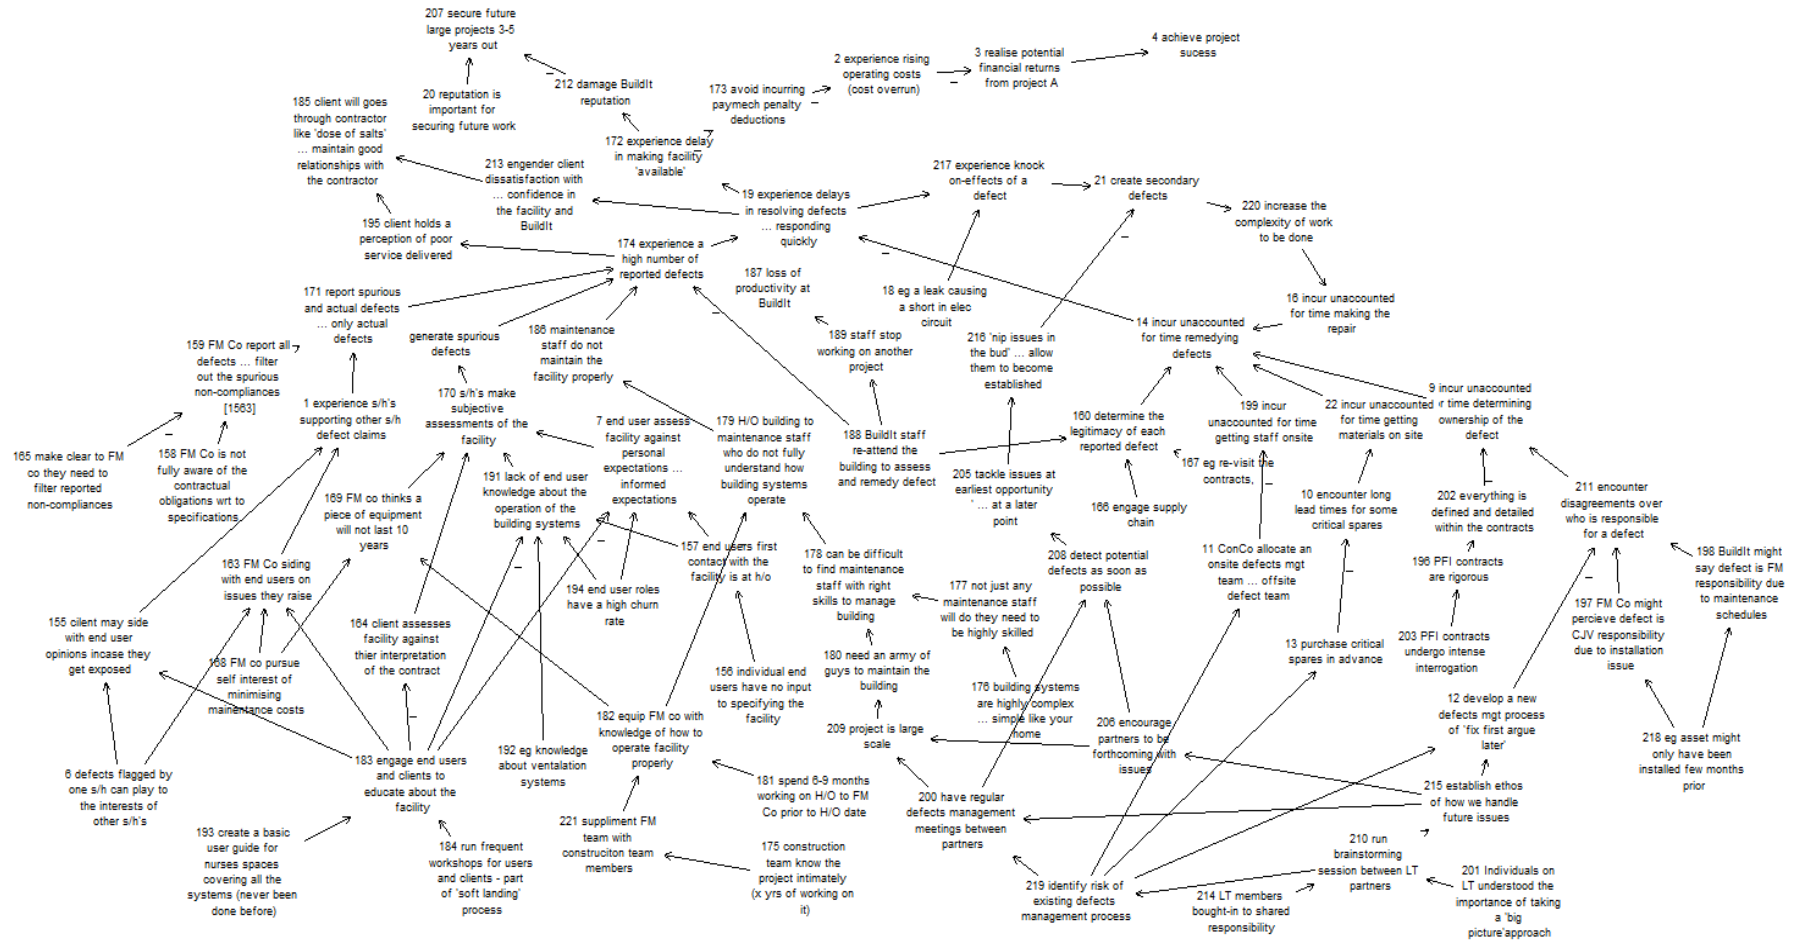 207 secure future
large projects 3-5
years out
4 achieve project
sucess
3 realise potential
financial returns
from project A
2 experience rising
operating costs
(cost overrun)
212 damage BuildIt
reputation
173 avoid incurring
paymech penalty
deductions
20 reputation is
important for
securing future work
185 client will goes
through contractor
like 'dose of salts'
... maintain good
relationships with
the contractor
172 experience delay
in making facility
'available'
213 engender client
dissatisfaction with
... confidence in
the facility and
BuildIt
217 experience knock
on-effects of a
defect
21 create secondary
defects
19 experience delays
in resolving defects
... responding
quickly
220 increase the
complexity of work
to be done
195 client holds a
perception of poor
service delivered
174 experience a
high number of
reported defects
187 loss of
productivity at
BuildIt
18 eg a leak causing
a short in elec
circuit
171 report spurious
and actual defects
... only actual
defects
16 incur unaccounted
for time making the
repair
generate spurious
defects
186 maintenance
staff do not
maintain the
facility properly
189 staff stop
working on another
project
216 'nip issues in
the bud' ... allow
them to become
established
14 incur unaccounted
for time remedying
defects
159 FM Co report all
defects ... filter
out the spurious
non-compliances
[1563]
1 experience s/h's
supporting other s/h
defect claims
170 s/h's make
subjective
assessments of the
facility
7 end user assess
facility against
personal
expectations ...
informed
expectations
179 H/O building to
maintenance staff
who do not fully
understand how
building systems
operate
188 BuildIt staff
re-attend the
building to assess
and remedy defect
160 determine the
legitimacy of each
reported defect
199 incur
unaccounted for time
getting staff onsite
22 incur unaccounted
for time getting
materials on site
9 incur unaccounted
r time determining
ownership of the
defect
165 make clear to FM
co they need to
filter reported
non-compliances
158 FM Co is not
fully aware of the
contractual
obligations wrt to
specifications
169 FM co thinks a
piece of equipment
will not last 10
years
191 lack of end user
knowledge about the
operation of the
building systems
205 tackle issues at
earliest opportunity
' ... at a later
point
167 eg re-visit the
contracts,
166 engage supply
chain
10 encounter long
lead times for some
critical spares
202 everything is
defined and detailed
within the contracts
211 encounter
disagreements over
who is responsible
for a defect
163 FM Co siding
with end users on
issues they raise
157 end users first
contact with the
facility is at h/o
178 can be difficult
to find maintenance
staff with right
skills to manage
building
208 detect potential
defects as soon as
possible
11 ConCo allocate an
onsite defects mgt
team ... offsite
defect team
196 PFI contracts
are rigorous
198 BuildIt might
say defect is FM
responsibility due
to maintenance
schedules
194 end user roles
have a high churn
rate
177 not just any
maintenance staff
will do they need to
be highly skilled
155 cilent may side
with end user
opinions incase they
get exposed
164 client assesses
facility against
thier interpretation
of the contract
197 FM Co might
percieve defect is
CJV responsibility
due to installation
issue
168 FM co pursue
self interest of
minimising
mainentance costs
156 individual end
users have no input
to specifying the
facility
180 need an army of
guys to maintain the
building
13 purchase critical
spares in advance
203 PFI contracts
undergo intense
interrogation
182 equip FM co with
knowledge of how to
operate facility
properly
176 building systems
are highly complex
... simple like your
home
209 project is large
scale
206 encourage
partners to be
forthcoming with
issues
12 develop a new
defects mgt process
of 'fix first argue
later'
218 eg asset might
only have been
installed few months
prior
6 defects flagged by
one s/h can play to
the interests of
other s/h's
183 engage end users
and clients to
educate about the
facility
192 eg knowledge
about ventalation
systems
181 spend 6-9 months
working on H/O to FM
Co prior to H/O date
200 have regular
defects management
meetings between
partners
215 establish ethos
of how we handle
future issues
193 create a basic
user guide for
nurses spaces
covering all the
systems (never been
done before)
184 run frequent
workshops for users
and clients - part
of 'soft landing'
process
221 suppliment FM
team with
construciton team
members
175 construction
team know the
project intimately
(x yrs of working on
it)
219 identify risk of
existing defects
management process
210 run
brainstorming
session between LT
partners
214 LT members
bought-in to shared
responsibility
201 Individuals on
LT understood the
importance of taking
a 'big
picture'approach